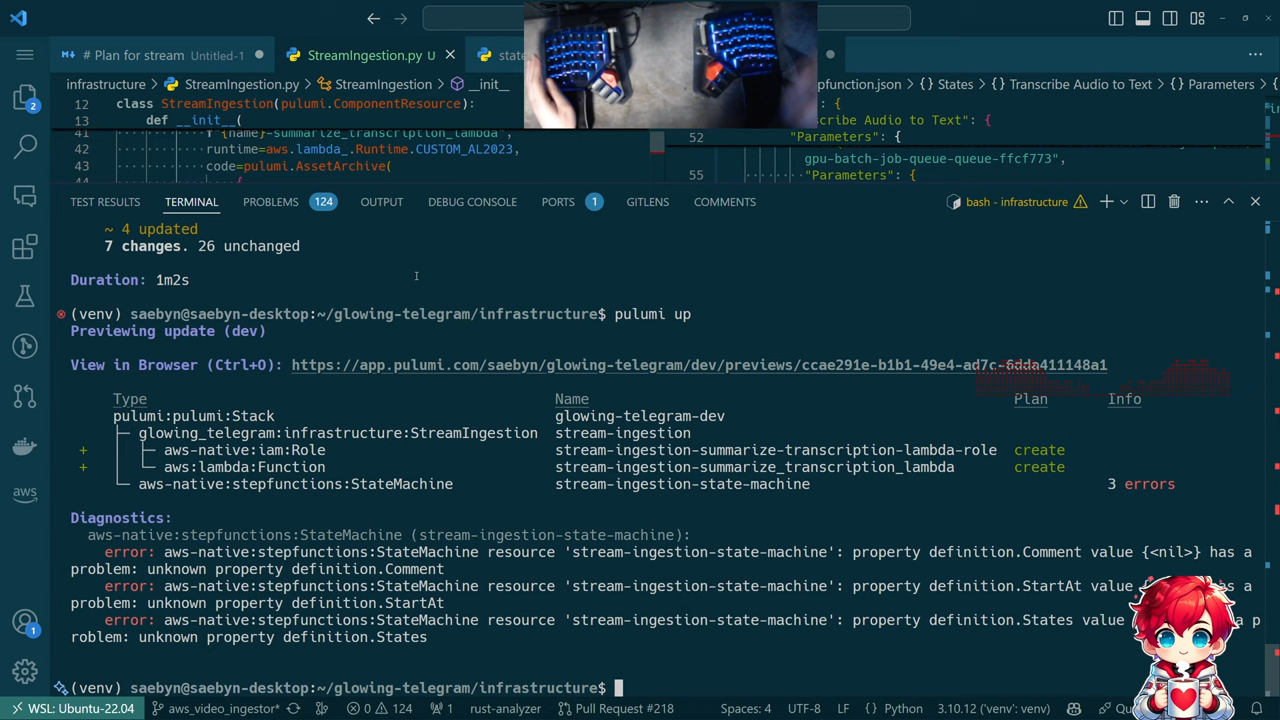 # Plan for stream Untitled-1
StreamIngestion.py U
infrastructure > StreamIngestion.py > StreamIngestion > __init__
pfunction.json > {} States > Transcribe Audio to Text > {} Parameters >
12 class StreamIngestion(pulumi.ComponentResource):
13 def __init__(
41 f"{name}-summarize_transcription_lambda",
42 runtime=aws.lambda_.Runtime.CUSTOM_AL2023,
43 code=pulumi.AssetArchive(
44 {
cribe Audio to Text": {
52 "Parameters": {
gpu-batch-job-queue-queue-ffcf773",
55 "Parameters": {
TEST RESULTS TERMINAL PROBLEMS 124 OUTPUT DEBUG CONSOLE PORTS 1 GITLENS COMMENTS bash - infrastructure
~ 4 updated
7 changes. 26 unchanged
Duration: 1m2s
(venv) saebyn@saebyn-desktop:~/glowing-telegram/infrastructure$ pulumi up
Previewing update (dev)
View in Browser (Ctrl+O): https://app.pulumi.com/saebyn/glowing-telegram/dev/previews/ccae291e-b1b1-49e4-ad7c-6dda411148a1
Type Name Plan Info
pulumi:pulumi:Stack glowing-telegram-dev
glowing_telegram:infrastructure:StreamIngestion stream-ingestion
+ aws-native:iam:Role stream-ingestion-summarize-transcription-lambda-role create
+ aws:lambda:Function stream-ingestion-summarize_transcription_lambda create
aws-native:stepfunctions:StateMachine stream-ingestion-state-machine 3 errors
Diagnostics:
aws-native:stepfunctions:StateMachine (stream-ingestion-state-machine):
error: aws-native:stepfunctions:StateMachine resource 'stream-ingestion-state-machine': property definition.Comment value {<nil>} has a
problem: unknown property definition.Comment
error: aws-native:stepfunctions:StateMachine resource 'stream-ingestion-state-machine': property definition.StartAt value a
problem: unknown property definition.StartAt
error: aws-native:stepfunctions:StateMachine resource 'stream-ingestion-state-machine': property definition.States value a p
roblem: unknown property definition.States
(venv) saebyn@saebyn-desktop:~/glowing-telegram/infrastructure$
2
1
aws
WSL: Ubuntu-22.04 aws_video_ingestor* 0 124 1 rust-analyzer Pull Request #218 Spaces: 4 UTF-8 LF Python 3.10.12 ('venv': venv)